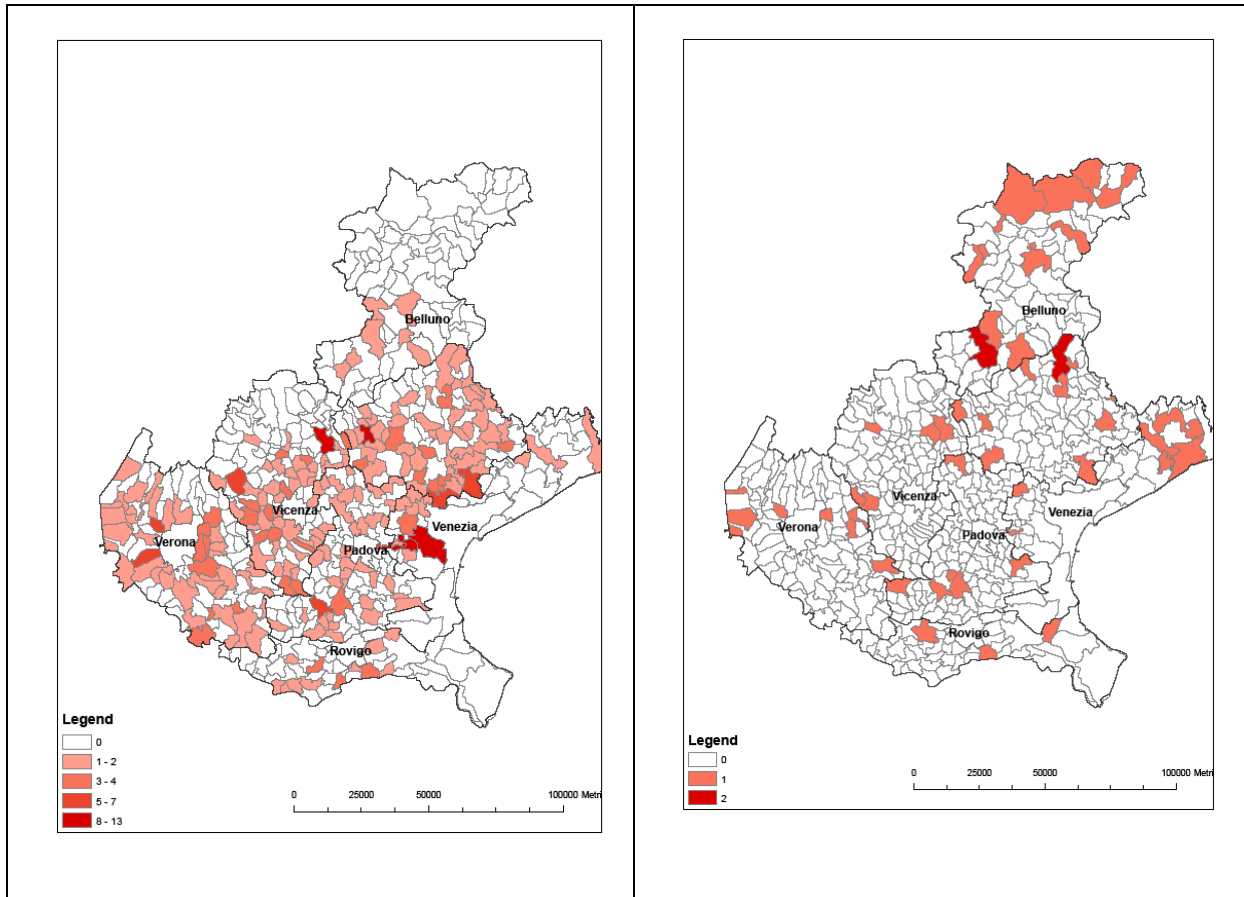 Belluno
Vicenza
Venezia
Verona
Padova
Rovigo
Legend
0
1 - 2
3 - 4
5 - 7
8 - 13
0 25000 50000 100000 Metri
Belluno
Vicenza
Venezia
Verona
Padova
Rovigo
Legend
0
1
2
0 25000 50000 100000 Metri